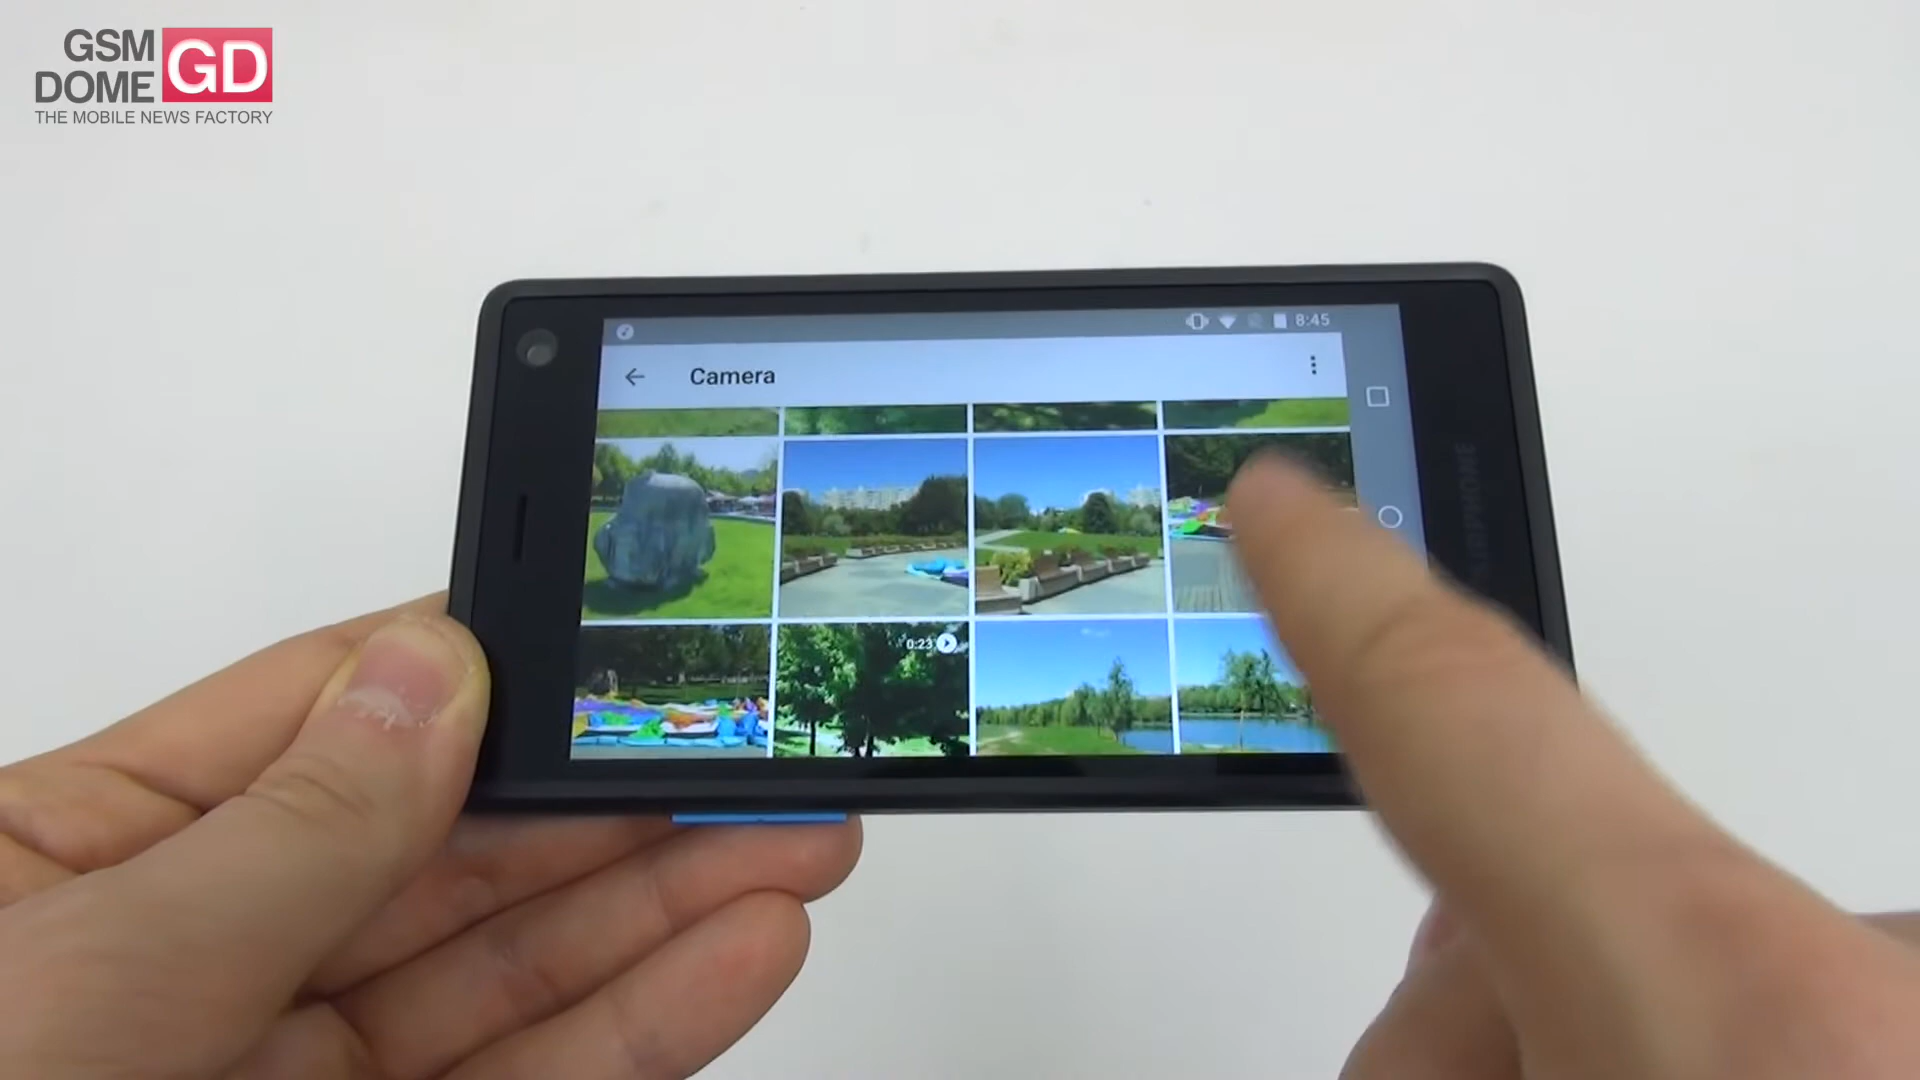 GSM
DOME GD
THE MOBILE NEWS FACTORY
8:45
Camera
0:23